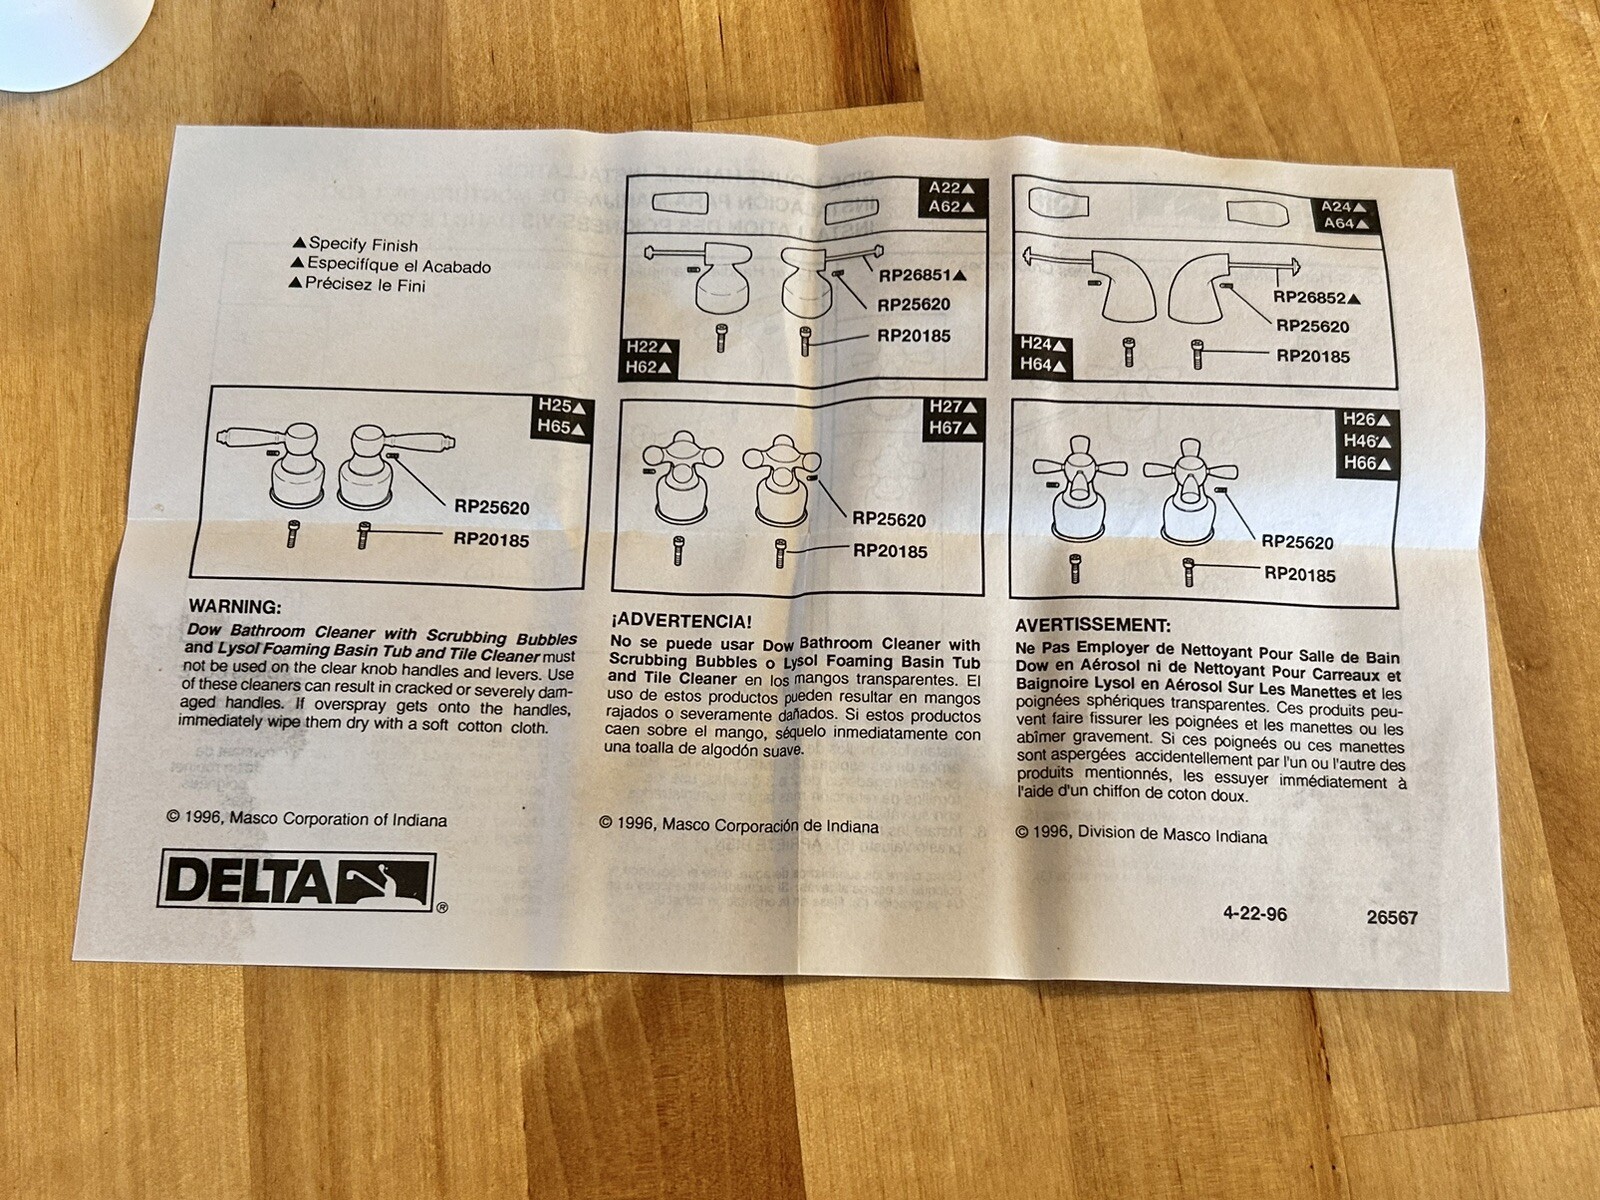 ▲Specify Finish
▲Especifíque el Acabado
▲Précisez le Fini
A22▲
A62▲
RP26851▲
RP25620
RP20185
H22▲
H62▲
A24▲
A64▲
RP26852▲
RP25620
RP20185
H24▲
H64▲
H25▲
H65▲
RP25620
RP20185
H27▲
H67▲
RP25620
RP20185
H26▲
H46▲
H66▲
RP25620
RP20185
WARNING:
Dow Bathroom Cleaner with Scrubbing Bubbles
and Lysol Foaming Basin Tub and Tile Cleaner must
not be used on the clear knob handles and levers. Use
of these cleaners can result in cracked or severely dam-
aged handles. If overspray gets onto the handles,
immediately wipe them dry with a soft cotton cloth.
© 1996, Masco Corporation of Indiana
¡ADVERTENCIA!
No se puede usar Dow Bathroom Cleaner with
Scrubbing Bubbles o Lysol Foaming Basin Tub
and Tile Cleaner en los mangos transparentes. El
uso de estos productos pueden resultar en mangos
rajados o severamente dañados. Si estos productos
caen sobre el mango, séquelo inmediatamente con
una toalla de algodón suave.
© 1996, Masco Corporación de Indiana
AVERTISSEMENT:
Ne Pas Employer de Nettoyant Pour Salle de Bain
Dow en Aérosol ni de Nettoyant Pour Carreaux et
Baignoire Lysol en Aérosol Sur Les Manettes et les
poignées sphériques transparentes. Ces produits peu-
vent faire fissurer les poignées et les manettes ou les
abîmer gravement. Si ces poigneés ou ces manettes
sont aspergées accidentellement par l'un ou l'autre des
produits mentionnés, les essuyer immédiatement à
l'aide d'un chiffon de coton doux.
© 1996, Division de Masco Indiana
DELTA ®
4-22-96 26567